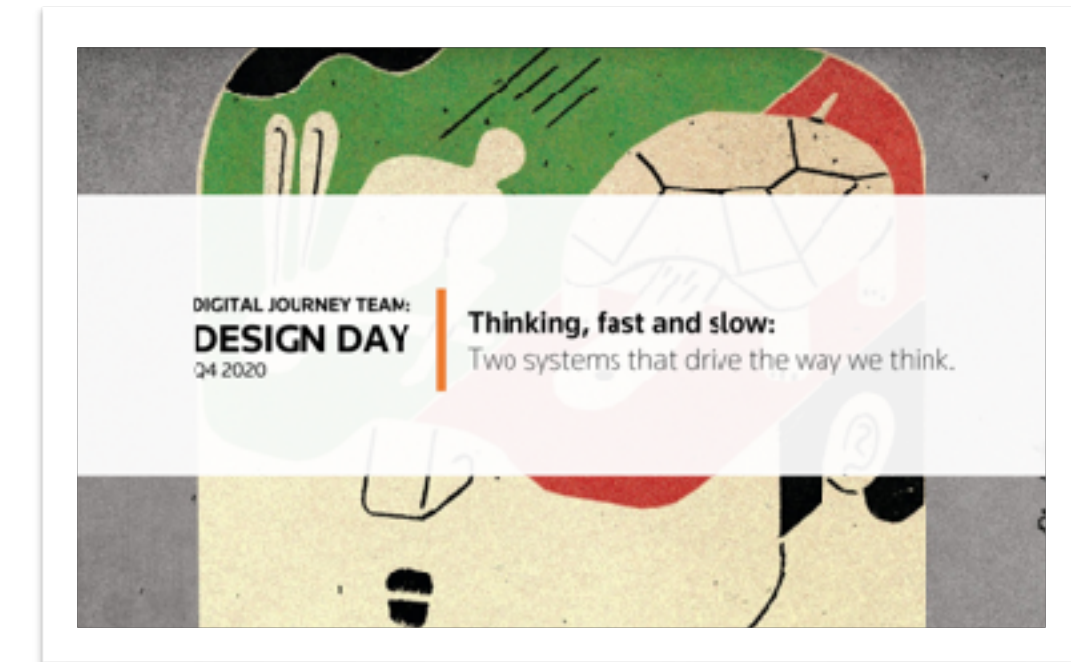 DIGITAL JOURNEY TEAM:
DESIGN DAY
Q4 2020
Thinking, fast and slow:
Two systems that drive the way we think.